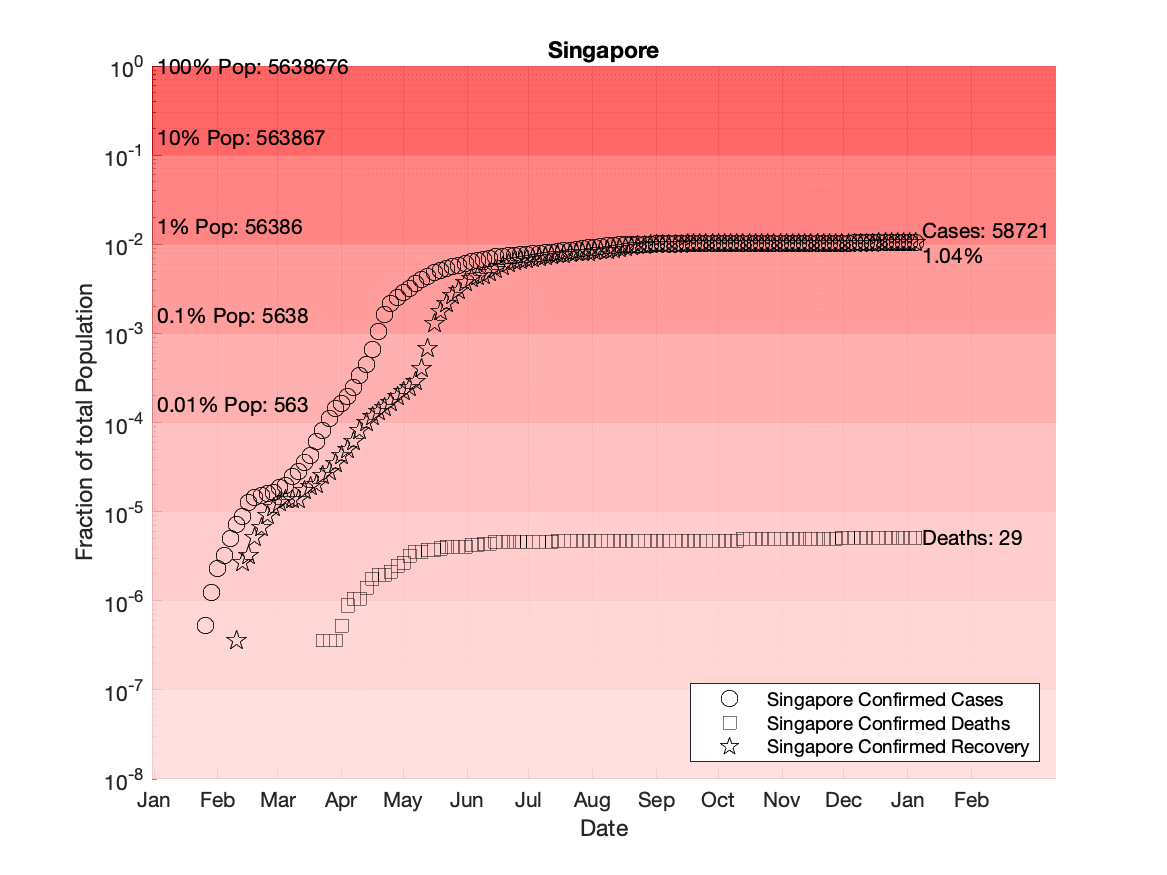 Singapore
10^0
100% Pop: 5638676
10% Pop: 563867
10^-1
1% Pop: 56386
10^-2
Cases: 58721
1.04%
0.1% Pop: 5638
10^-3
0.01% Pop: 563
10^-4
10^-5
Deaths: 29
10^-6
10^-7
10^-8
Fraction of total Population
Singapore Confirmed Cases
Singapore Confirmed Deaths
Singapore Confirmed Recovery
Jan Feb Mar Apr May Jun Jul Aug Sep Oct Nov Dec Jan Feb
Date